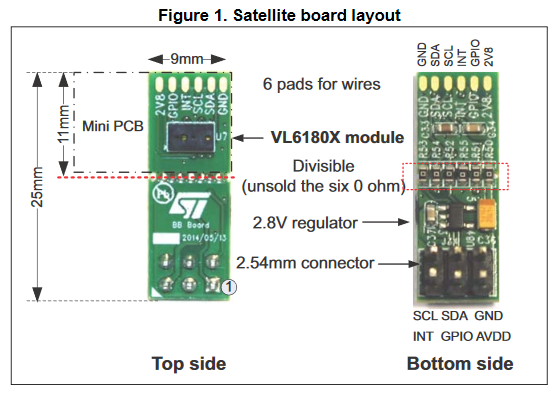 Figure 1. Satellite board layout
9mm
GND
SDA
SCL
INT
GPIO
2V8
6 pads for wires
2V8
GPIO
INT
SCL
SDA
GND
GND
SDA
SCL
INT
GPIO
2V8
11mm
Mini PCB
VL6180X module
25mm
Divisible
(unsold the six 0 ohm)
R53
R50
ST
BB Board
2014/05/13
2.8V regulator
2.54mm connector
1
SCL SDA GND
INT GPIO AVDD
Top side
Bottom side